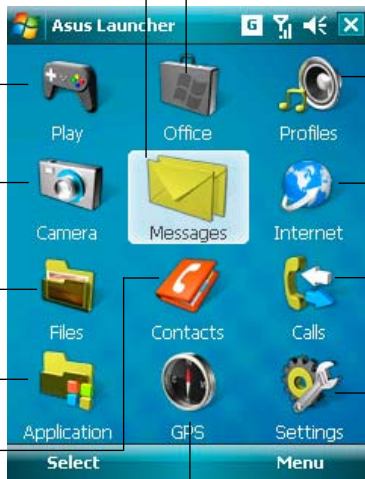 Asus Launcher G
Play Office Profiles
Camera Messages Internet
Files Contacts Calls
Application GPS Settings
Select Menu